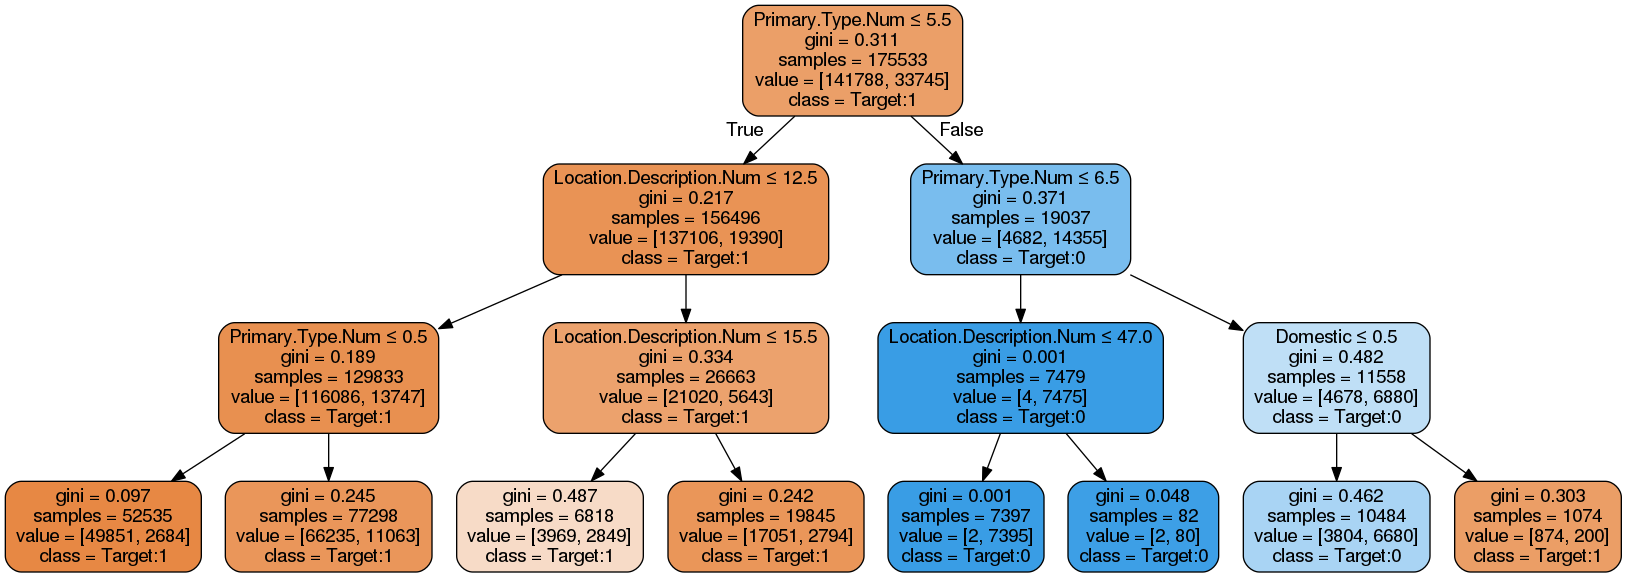 Primary.Type.Num ≤ 5.5
gini = 0.311
samples = 175533
value = [141788, 33745]
class = Target:1
True
False
Location.Description.Num ≤ 12.5
gini = 0.217
samples = 156496
value = [137106, 19390]
class = Target:1
Primary.Type.Num ≤ 6.5
gini = 0.371
samples = 19037
value = [4682, 14355]
class = Target:0
Primary.Type.Num ≤ 0.5
gini = 0.189
samples = 129833
value = [116086, 13747]
class = Target:1
Location.Description.Num ≤ 15.5
gini = 0.334
samples = 26663
value = [21020, 5643]
class = Target:1
Location.Description.Num ≤ 47.0
gini = 0.001
samples = 7479
value = [4, 7475]
class = Target:0
Domestic ≤ 0.5
gini = 0.482
samples = 11558
value = [4678, 6880]
class = Target:0
gini = 0.097
samples = 52535
value = [49851, 2684]
class = Target:1
gini = 0.245
samples = 77298
value = [66235, 11063]
class = Target:1
gini = 0.487
samples = 6818
value = [3969, 2849]
class = Target:1
gini = 0.242
samples = 19845
value = [17051, 2794]
class = Target:1
gini = 0.001
samples = 7397
value = [2, 7395]
class = Target:0
gini = 0.048
samples = 82
value = [2, 80]
class = Target:0
gini = 0.462
samples = 10484
value = [3804, 6680]
class = Target:0
gini = 0.303
samples = 1074
value = [874, 200]
class = Target:1